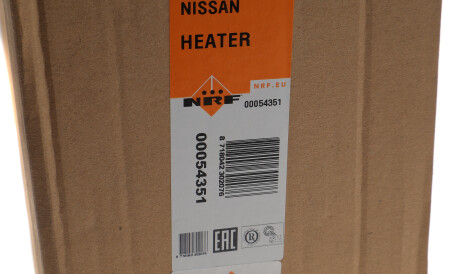 NISSAN
HEATER
NRF.EU
NRF
00054351
00054351
8 718042 302076
EAC
®